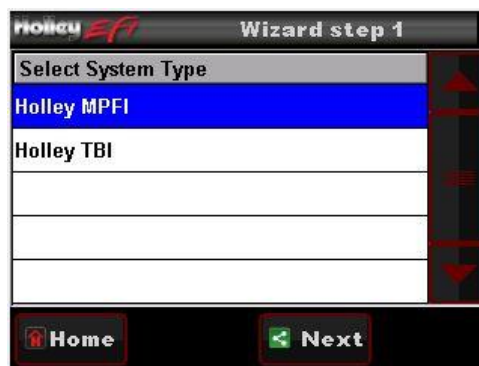 Holley EFI Wizard step 1
Select System Type
Holley MPFI
Holley TBI
Home Next